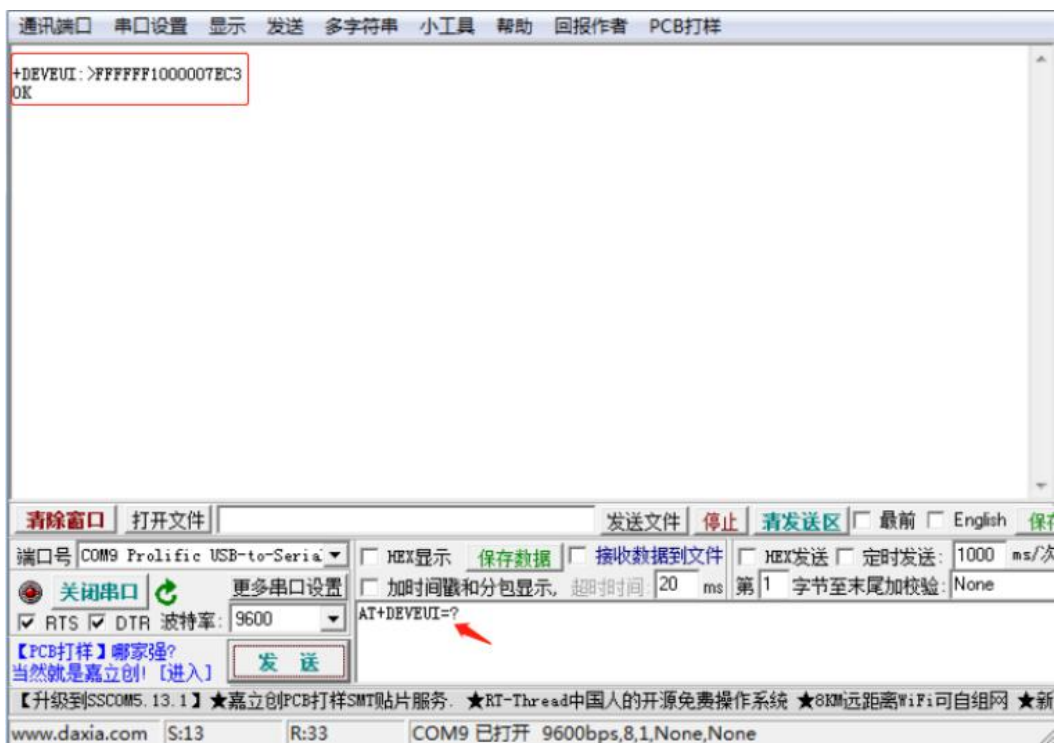 通讯端口 串口设置 显示 发送 多字符串 小工具 帮助 回报作者 PCB打样
+DEVEUI:>FFFFFF1000007EC3
OK
清除窗口 打开文件 发送文件 停止 清发送区 最前 English 保存
端口号 COM9 Prolific USB-to-Seria HEX显示 保存数据 接收数据到文件 HEX发送 定时发送: 1000 ms/次
关闭串口 更多串口设置 加时间戳和分包显示, 超时时间: 20 ms 第 1 字节至末尾加校验: None
RTS DTR 波特率: 9600 AT+DEVEUI=?
【PCB打样】哪家强?
当然就是嘉立创! [进入] 发 送
【升级到SSCOM5.13.1】★嘉立创PCB打样SMT贴片服务. ★RT-Thread中国人的开源免费操作系统 ★8KM远距离WiFi可自组网 ★新
www.daxia.com S:13 R:33 COM9 已打开 9600bps,8,1,None,None